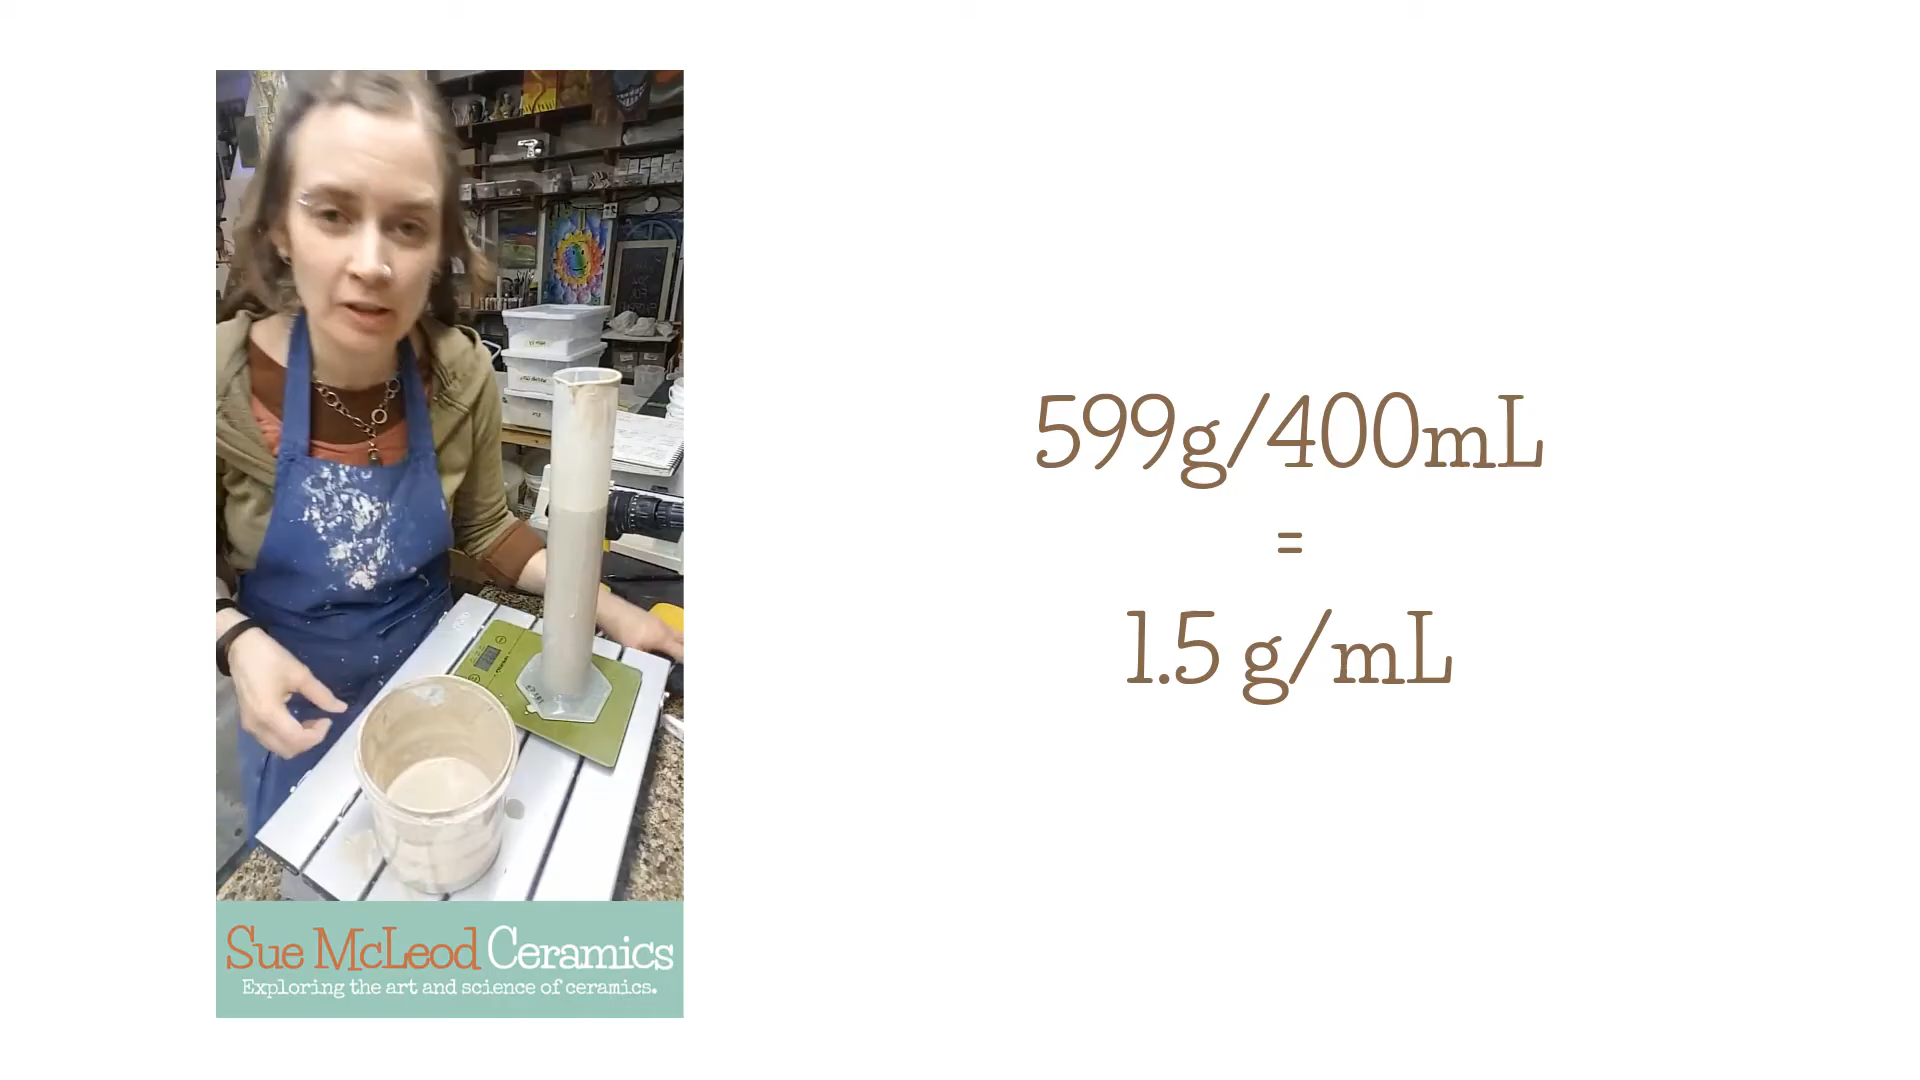 599g/400mL
=
1.5 g/mL
Sue McLeod Ceramics
Exploring the art and science of ceramics.